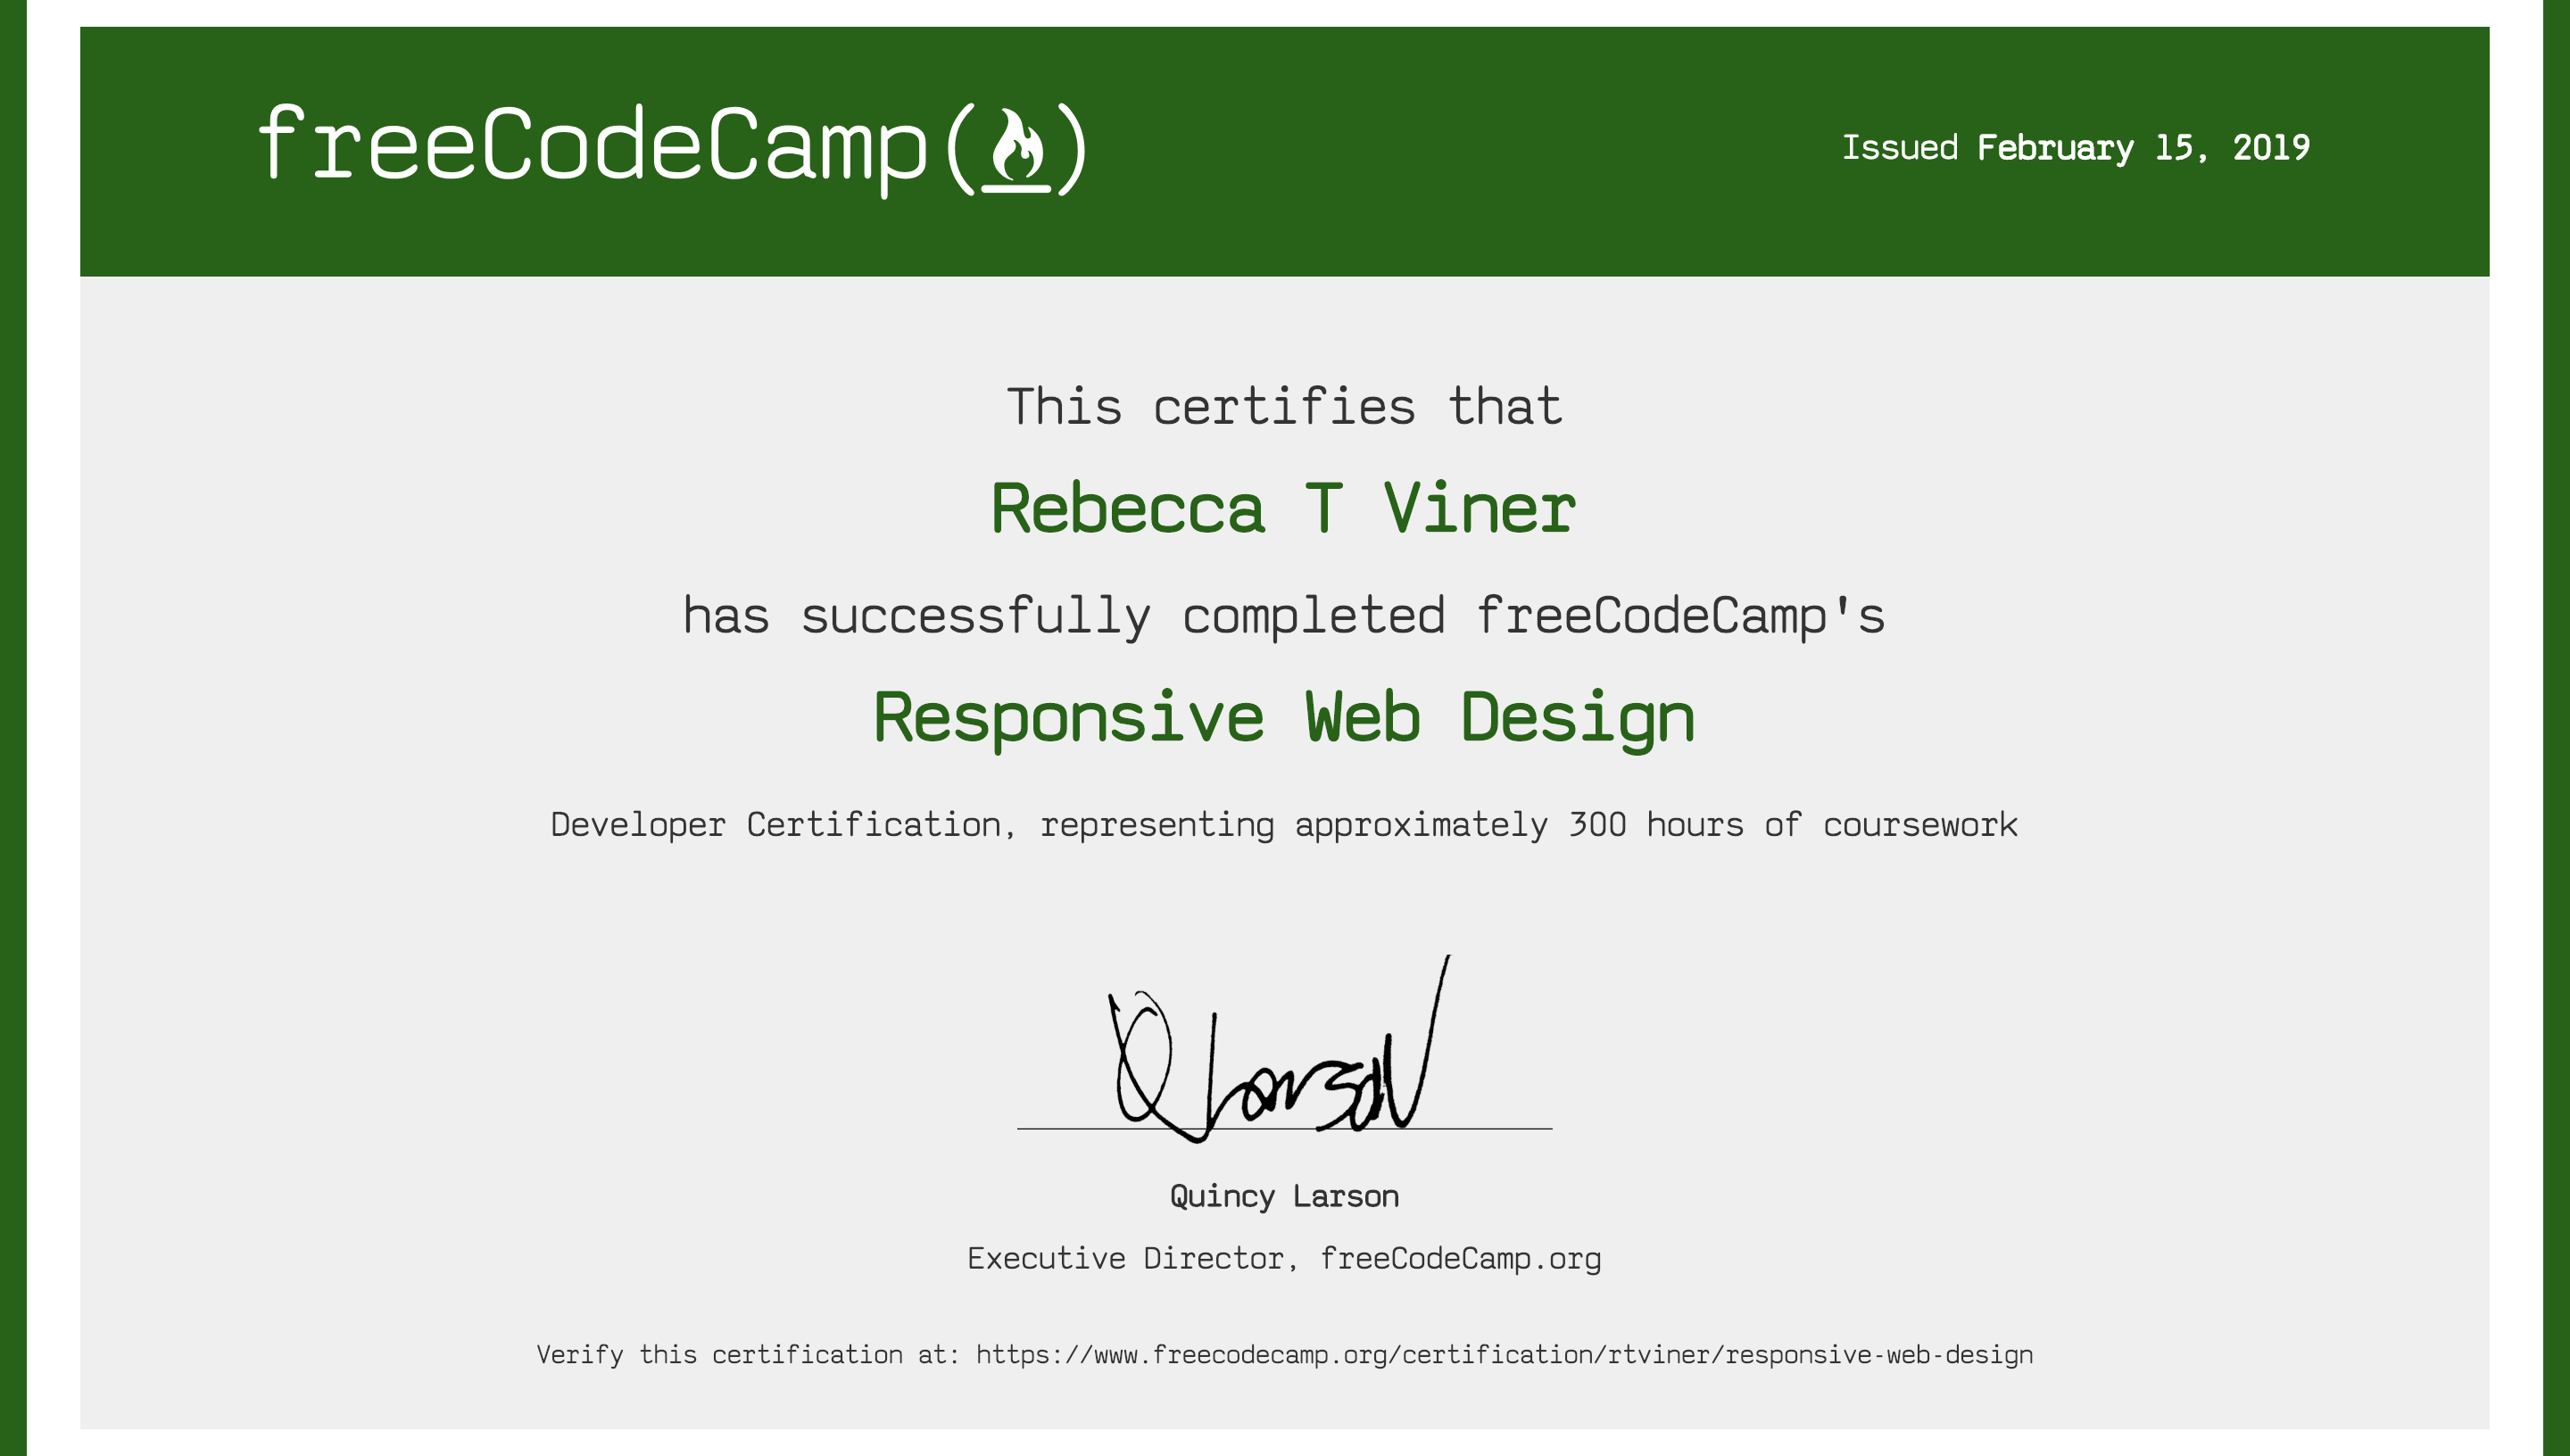 freeCodeCamp()
Issued February 15, 2019
This certifies that
Rebecca T Viner
has successfully completed freeCodeCamp's
Responsive Web Design
Developer Certification, representing approximately 300 hours of coursework
Q Larson
Quincy Larson
Executive Director, freeCodeCamp.org
Verify this certification at: https://www.freecodecamp.org/certification/rtviner/responsive-web-design